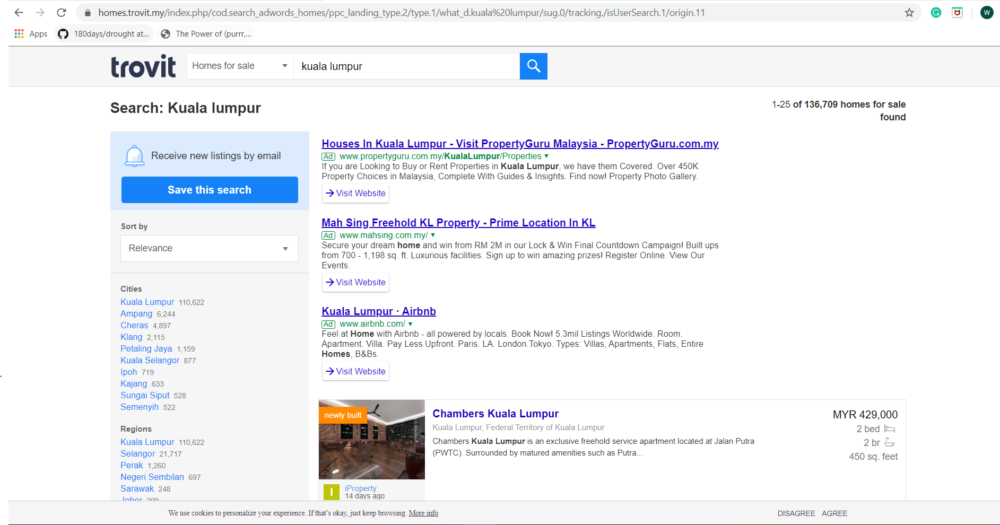 homes.trovit.my/index.php/cod.search_adwords_homes/ppc_landing_type.2/type.1/what_d.kuala%20lumpur/sug.0/tracking./isUserSearch.1/origin.11
W
Apps
180days/drought at...
The Power of (purrr,...
trovit
Homes for sale
kuala lumpur
Search: Kuala lumpur
1-25 of 136,709 homes for sale
found
Receive new listings by email
Save this search
Sort by
Relevance
Cities
Kuala Lumpur 110,622
Ampang 6,244
Cheras 4,897
Klang 2,115
Petaling Jaya 1,159
Kuala Selangor 877
Ipoh 719
Kajang 633
Sungai Siput 528
Semenyih 522
Regions
Kuala Lumpur 110,622
Selangor 21,717
Perak 1,260
Negeri Sembilan 697
Sarawak 248
Johor 209
Houses In Kuala Lumpur - Visit PropertyGuru Malaysia - PropertyGuru.com.my
Ad www.propertyguru.com.my/KualaLumpur/Properties
If you are Looking to Buy or Rent Properties in Kuala Lumpur, we have them Covered. Over 450K
Property Choices in Malaysia, Complete With Guides & Insights. Find now! Property Photo Gallery.
Visit Website
Mah Sing Freehold KL Property - Prime Location In KL
Ad www.mahsing.com.my/
Secure your dream home and win from RM 2M in our Lock & Win Final Countdown Campaign! Built ups
from 700 - 1,198 sq. ft. Luxurious facilities. Sign up to win amazing prizes! Register Online. View Our
Events.
Visit Website
Kuala Lumpur · Airbnb
Ad www.airbnb.com/
Feel at Home with Airbnb - all powered by locals. Book Now! 5.3mil Listings Worldwide. Room.
Apartment. Villa. Pay Less Upfront. Paris. LA. London.Tokyo. Types: Villas, Apartments, Flats, Entire
Homes, B&Bs.
Visit Website
newly built
Chambers Kuala Lumpur
Kuala Lumpur, Federal Territory of Kuala Lumpur
Chambers Kuala Lumpur is an exclusive freehold service apartment located at Jalan Putra
(PWTC). Surrounded by matured amenities such as Putra...
MYR 429,000
2 bed
2 br
450 sq. feet
I
iProperty
14 days ago
We use cookies to personalize your experience. If that's okay, just keep browsing. More info
DISAGREE AGREE